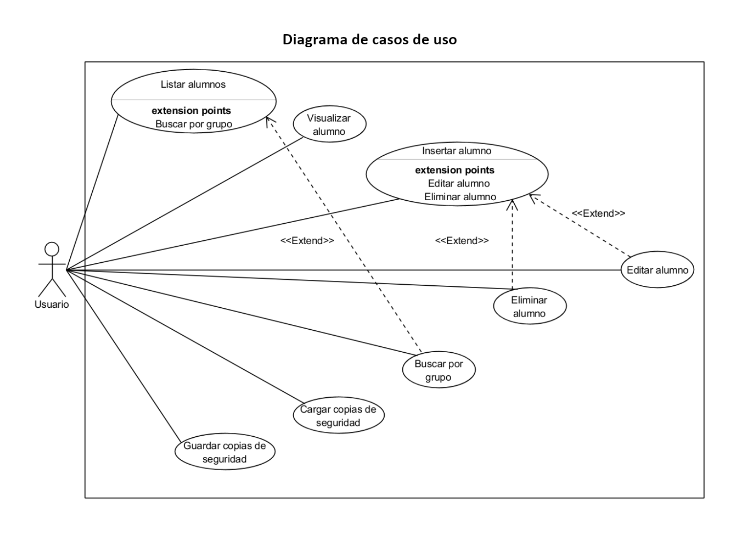 Diagrama de casos de uso
Listar alumnos
extension points
Buscar por grupo
Visualizar
alumno
Insertar alumno
extension points
Editar alumno
Eliminar alumno
<<Extend>>
<<Extend>>
<<Extend>>
Editar alumno
Usuario
Eliminar
alumno
Buscar por
grupo
Cargar copias de
seguridad
Guardar copias de
seguridad